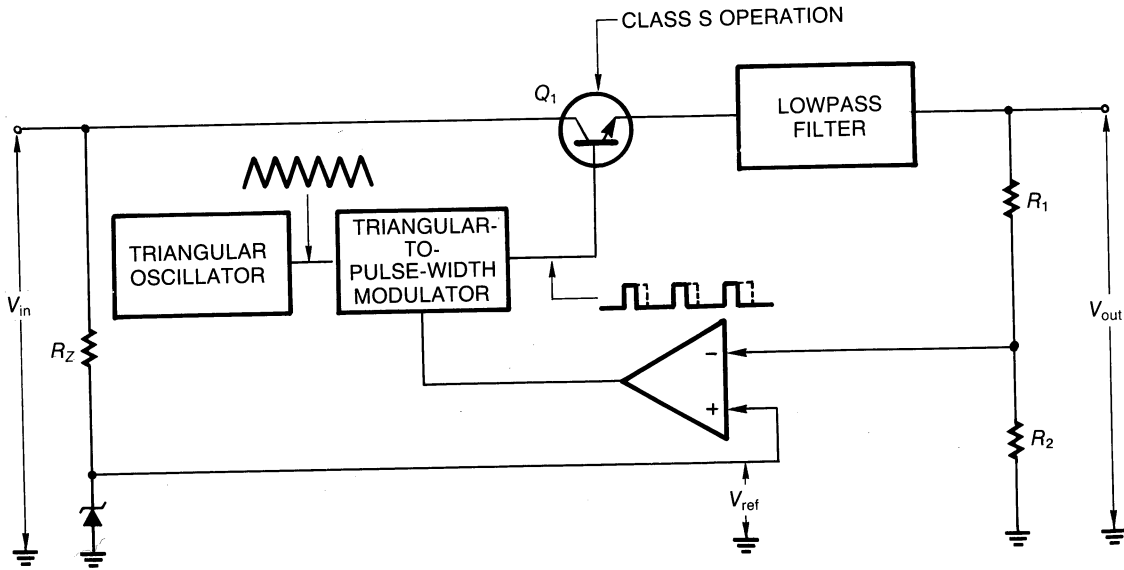 CLASS S OPERATION
Q1
LOWPASS
FILTER
R1
TRIANGULAR
OSCILLATOR
TRIANGULAR-
TO-
PULSE-WIDTH
MODULATOR
Vin
Vout
RZ
−
+
R2
Vref